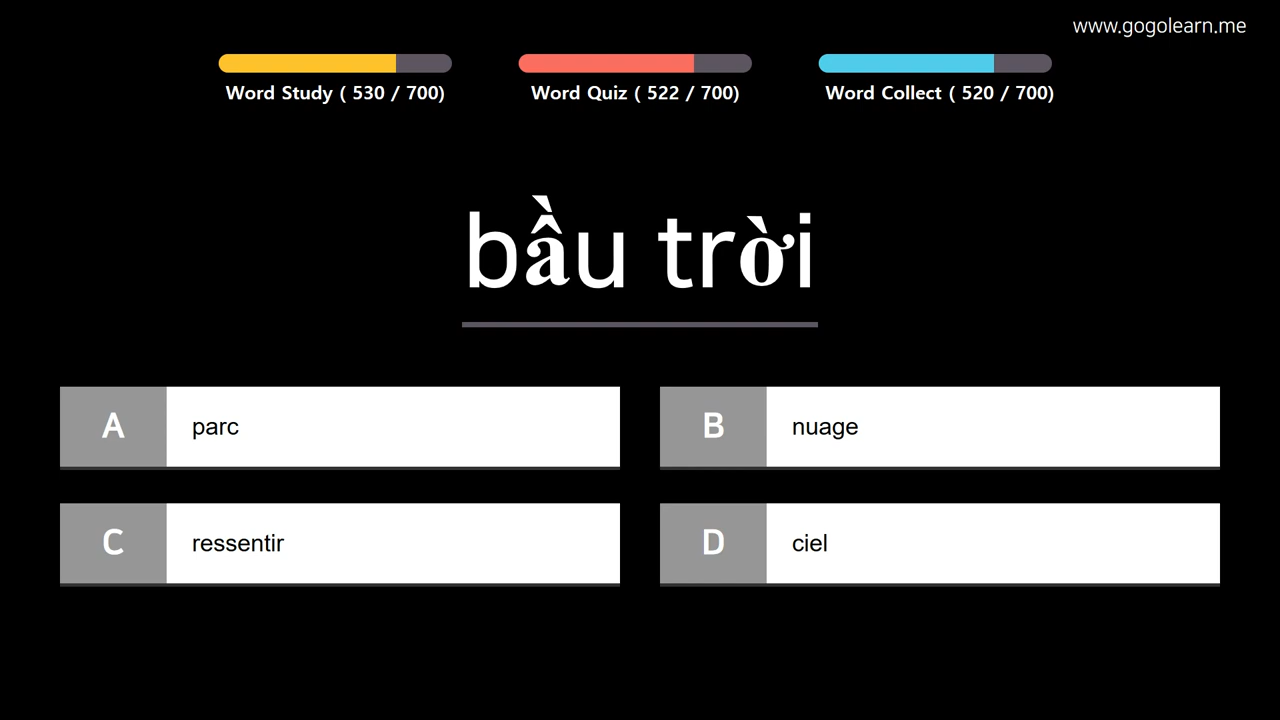 www.gogolearn.me
Word Study ( 530 / 700)
Word Quiz ( 522 / 700)
Word Collect ( 520 / 700)
bầu trời
A parc
B nuage
C ressentir
D ciel